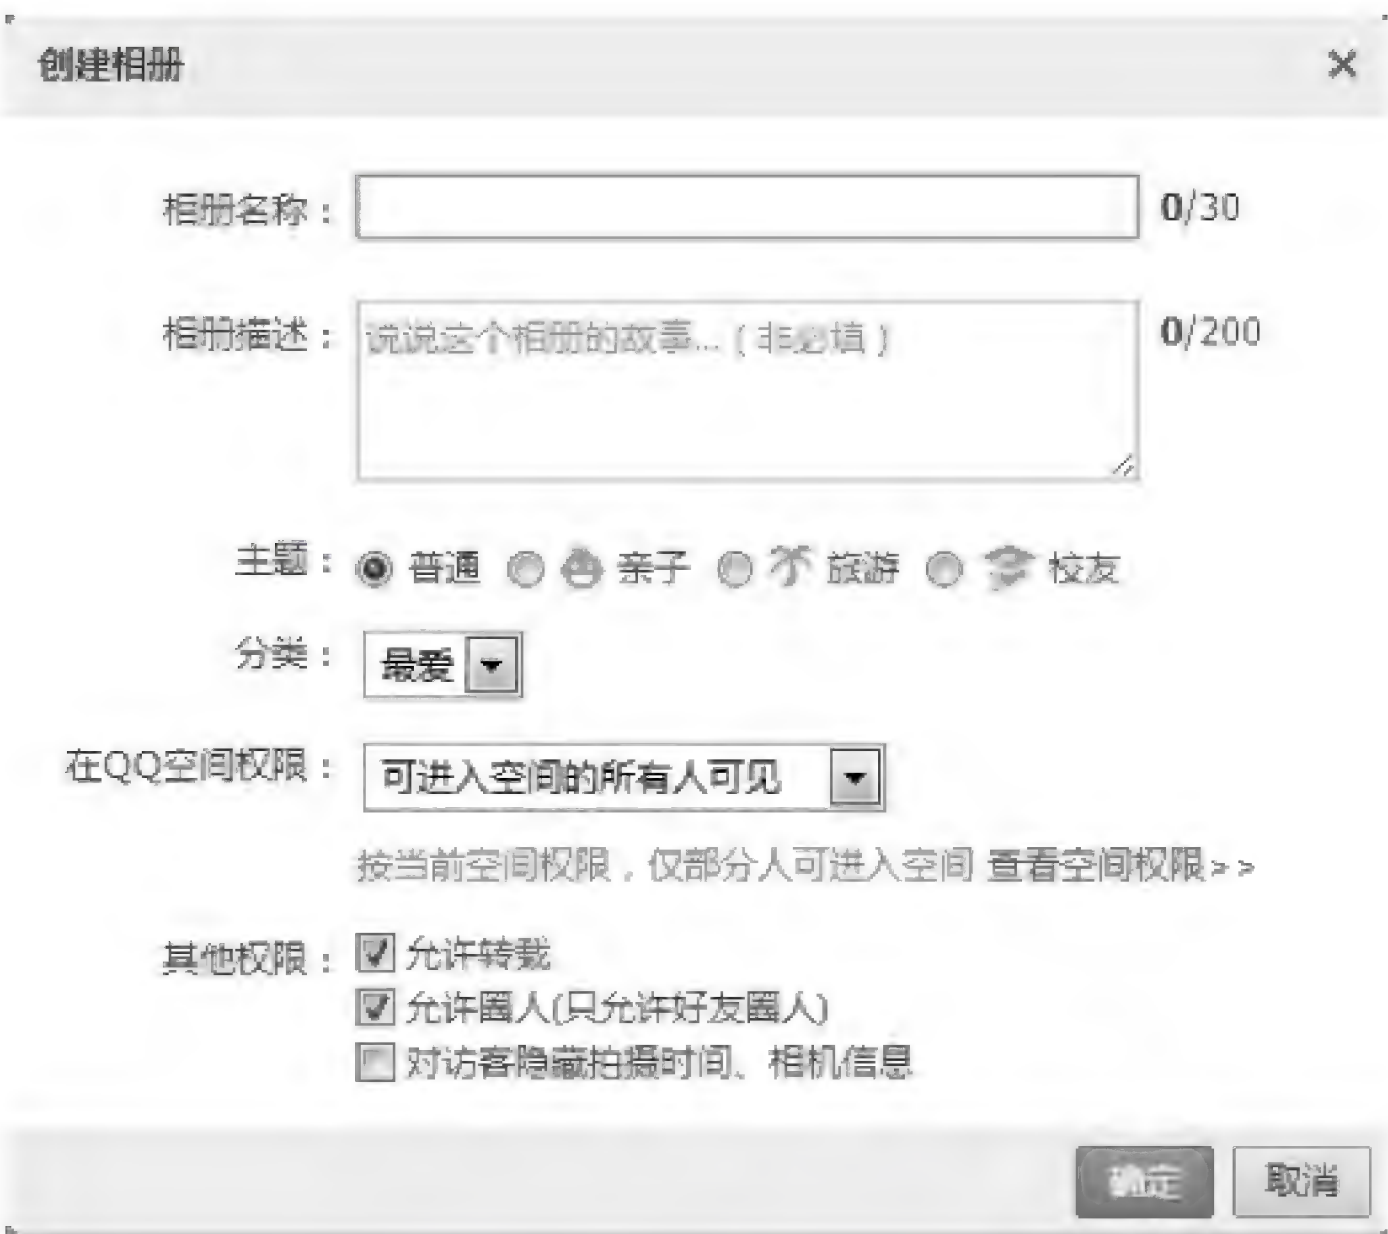 创建相册
相册名称： 0/30
相册描述： 说说这个相册的故事...（非必填） 0/200
主题： 普通 亲子 旅游 校友
分类： 最爱
在QQ空间权限： 可进入空间的所有人可见
按当前空间权限，仅部分人可进入空间 查看空间权限>>
其他权限： 允许转载
允许圈人(只允许好友圈人)
对访客隐藏拍摄时间、相机信息
确定 取消